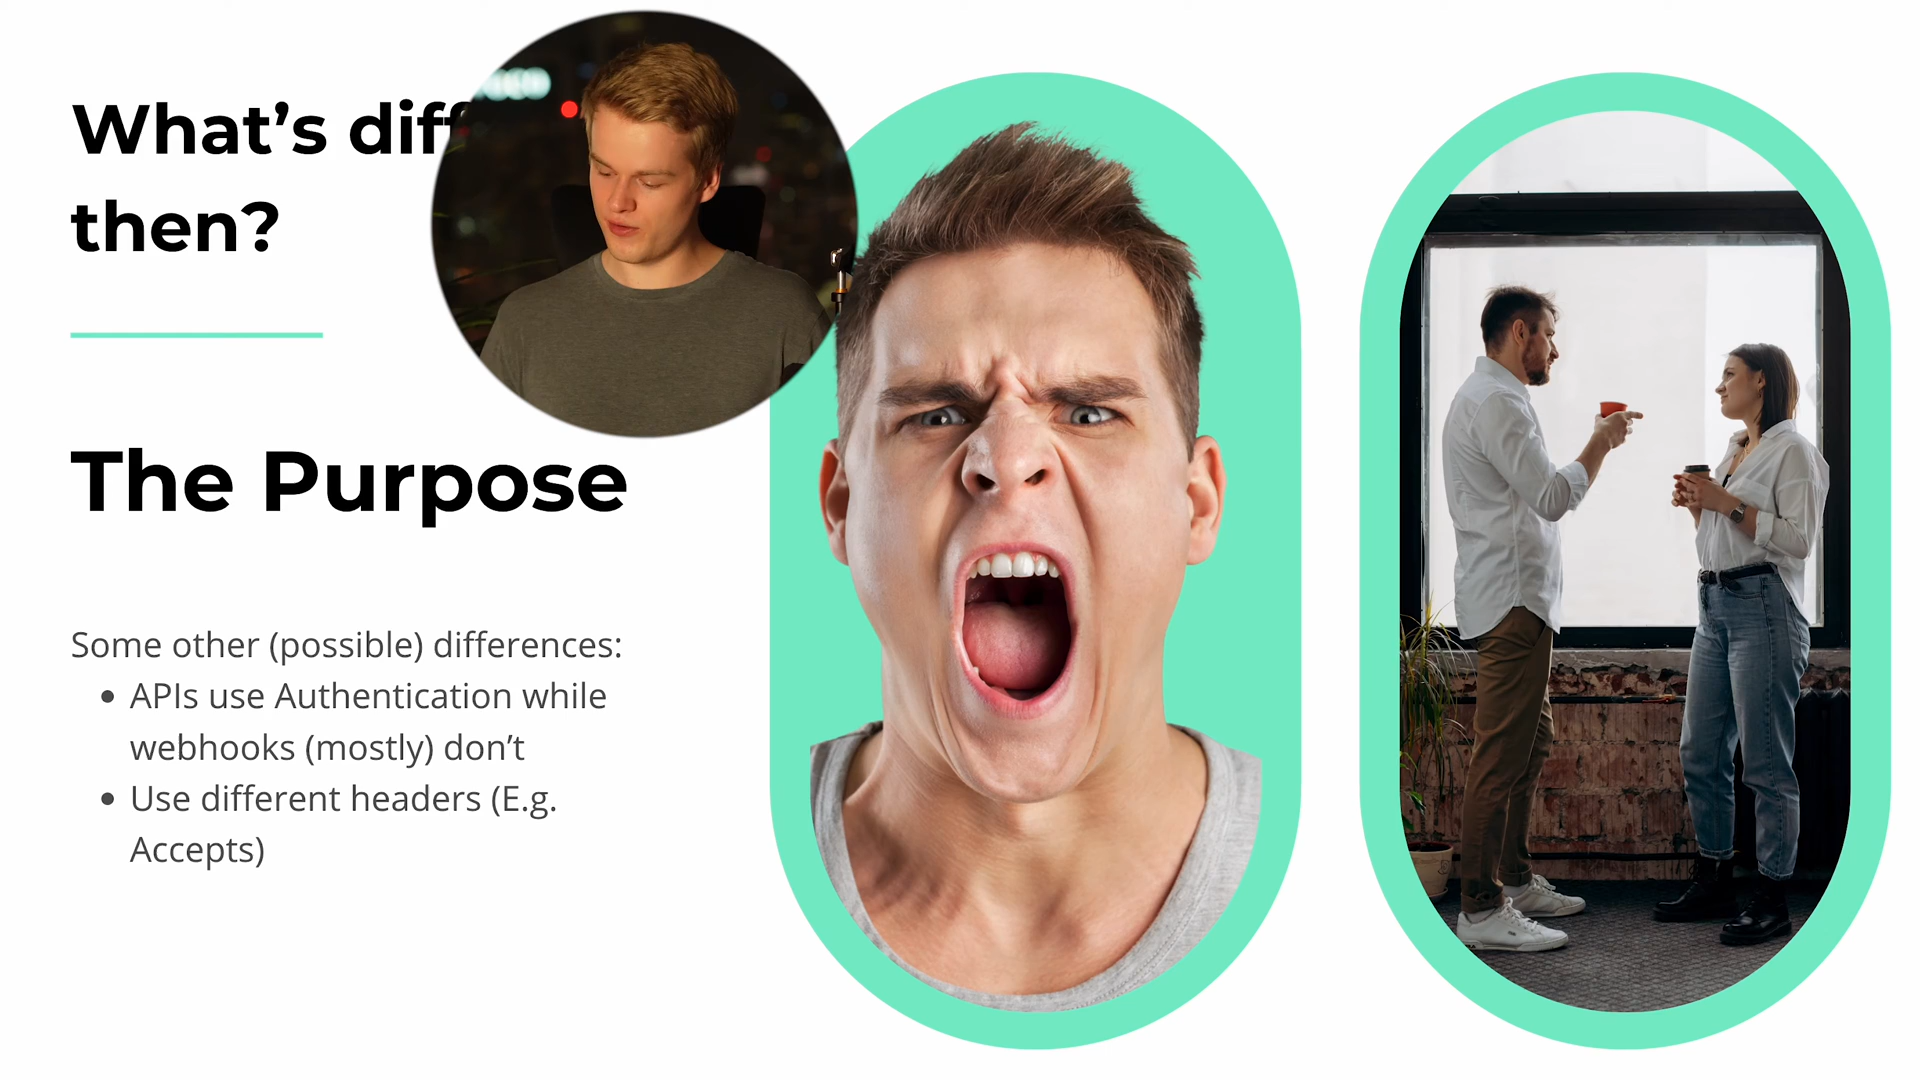 What's diff
then?
The Purpose
Some other (possible) differences:
• APIs use Authentication while
webhooks (mostly) don't
• Use different headers (E.g.
Accepts)